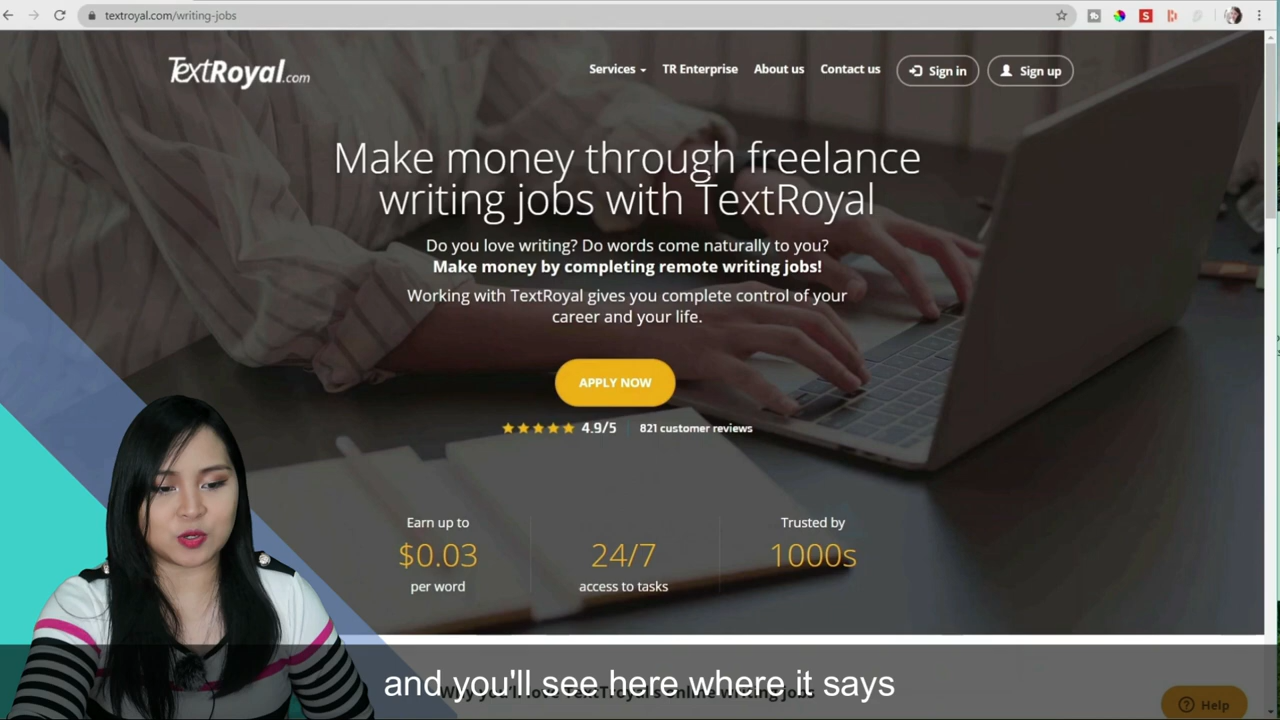 textroyal.com/writing-jobs
TextRoyal.com
Services TR Enterprise About us Contact us Sign in Sign up
Make money through freelance
writing jobs with TextRoyal
Do you love writing? Do words come naturally to you?
Make money by completing remote writing jobs!
Working with TextRoyal gives you complete control of your
career and your life.
APPLY NOW
4.9/5 821 customer reviews
Earn up to
$0.03
per word
24/7
access to tasks
Trusted by
1000s
and you'll see here where it says
Help